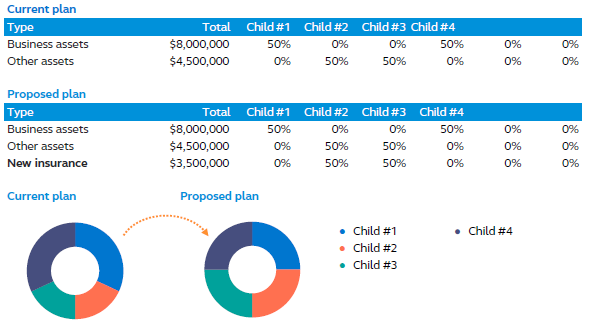 Current plan
Type Total Child #1 Child #2 Child #3 Child #4
Business assets $8,000,000 50% 0% 0% 50% 0% 0%
Other assets $4,500,000 0% 50% 50% 0% 0% 0%
Proposed plan
Type Total Child #1 Child #2 Child #3 Child #4
Business assets $8,000,000 50% 0% 0% 50% 0% 0%
Other assets $4,500,000 0% 50% 50% 0% 0% 0%
New insurance $3,500,000 0% 50% 50% 0% 0% 0%
Current plan Proposed plan
Child #1 Child #4
Child #2
Child #3